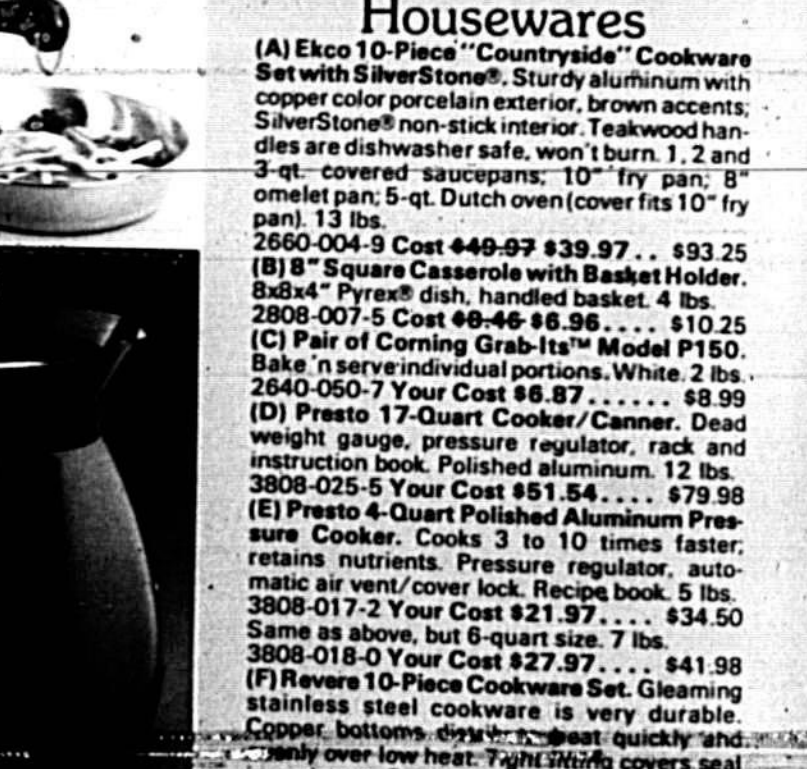 Housewares
(A) Ekco 10-Piece "Countryside" Cookware
Set with SilverStone®. Sturdy aluminum with
copper color porcelain exterior, brown accents;
SilverStone® non-stick interior. Teakwood han-
dles are dishwasher safe, won't burn. 1, 2 and
3-qt. covered saucepans; 10" fry pan; 8"
omelet pan; 5-qt. Dutch oven (cover fits 10" fry
pan). 13 lbs.
2660-004-9 Cost $49.97 $39.97.. $93.25
(B) 8" Square Casserole with Basket Holder.
8x8x4" Pyrex® dish, handled basket. 4 lbs.
2808-007-5 Cost $8.46 $6.96.... $10.25
(C) Pair of Corning Grab-Its™ Model P150.
Bake 'n serve individual portions. White. 2 lbs.
2640-050-7 Your Cost $6.87...... $8.99
(D) Presto 17-Quart Cooker/Canner. Dead
weight gauge, pressure regulator, rack and
instruction book. Polished aluminum. 12 lbs.
3808-025-5 Your Cost $51.54.... $79.98
(E) Presto 4-Quart Polished Aluminum Pres-
sure Cooker. Cooks 3 to 10 times faster;
retains nutrients. Pressure regulator, auto-
matic air vent/cover lock. Recipe book. 5 lbs.
3808-017-2 Your Cost $21.97.... $34.50
Same as above, but 6-quart size. 7 lbs.
3808-018-0 Your Cost $27.97.... $41.98
(F) Revere 10-Piece Cookware Set. Gleaming
stainless steel cookware is very durable.
Copper bottoms heat quickly and
over low heat. Tight fitting covers seal